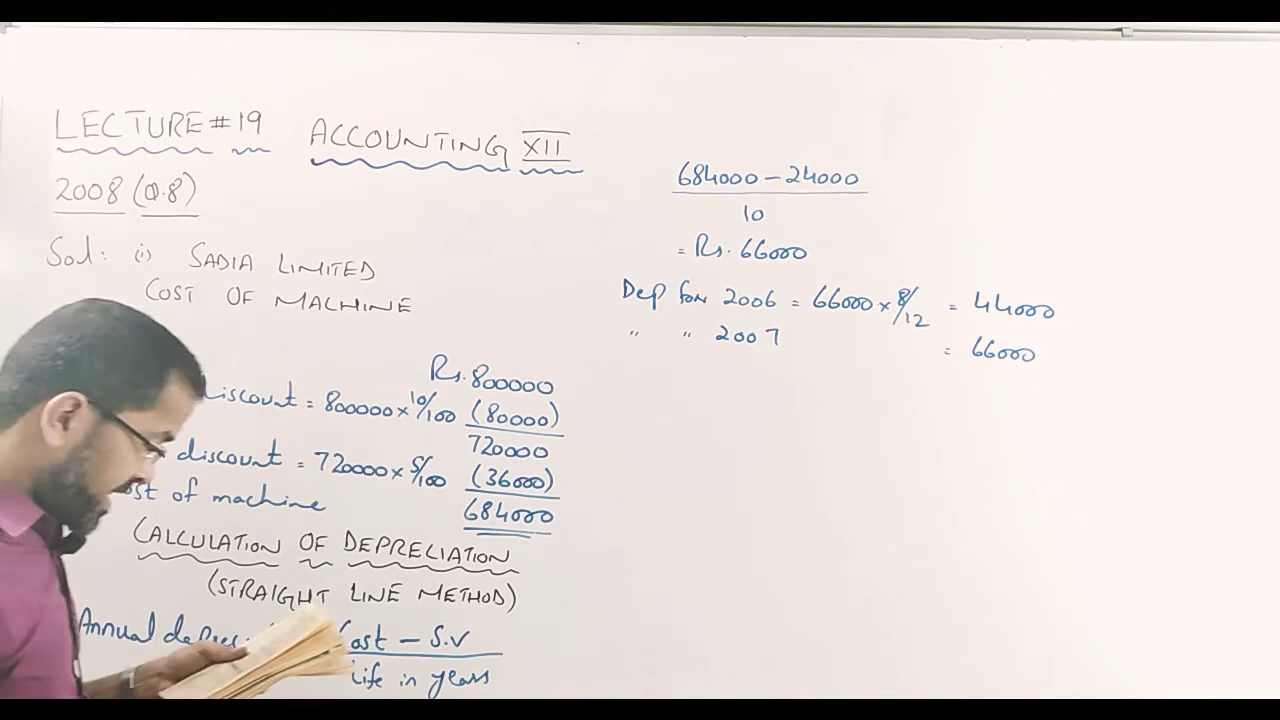 LECTURE #19 ACCOUNTING XII
2008 (Q.8)
Sol: (i) SADIA LIMITED
COST OF MACHINE
Rs. 800000
discount = 800000 × 10/100 (80000)
720000
discount = 720000 × 5/100 (36000)
of machine 684000
CALCULATION OF DEPRECIATION
(STRAIGHT LINE METHOD)
Annual Cost - S.V
Life in years
684000 - 24000
10
= Rs. 66000
Dep for 2006 = 66000 × 8/12 = 44000
" " 2007 = 66000